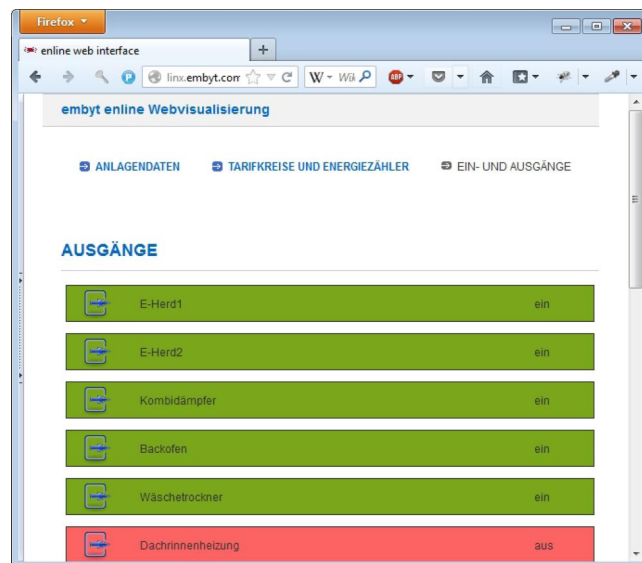 Firefox
enline web interface
linx.embyt.com
W Wik
ABP
embyt enline Webvisualisierung
ANLAGENDATEN TARIFKREISE UND ENERGIEZÄHLER EIN- UND AUSGÄNGE
AUSGÄNGE
E-Herd1 ein
E-Herd2 ein
Kombidämpfer ein
Backofen ein
Wäschetrockner ein
Dachrinnenheizung aus